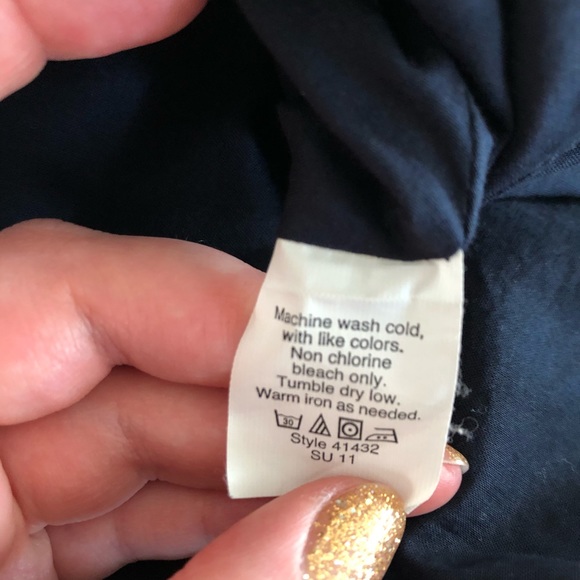 Machine wash cold,
with like colors.
Non chlorine
bleach only.
Tumble dry low.
Warm iron as needed.
30
Style 41432
SU 11